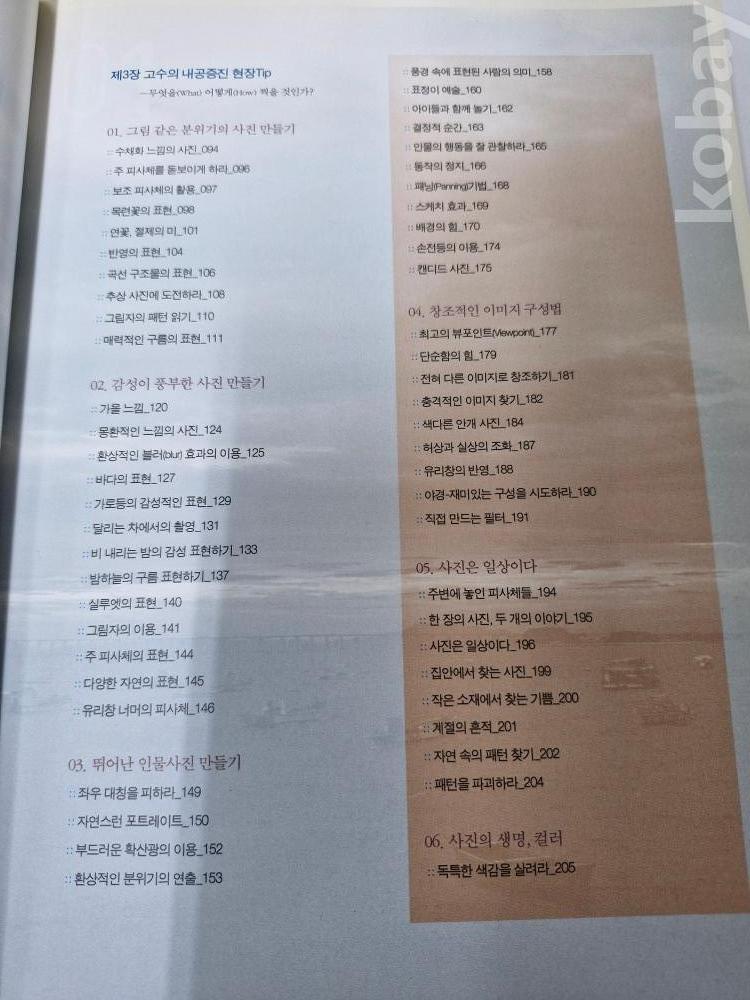 제3장 고수의 내공증진 현장Tip
—무엇을(What) 어떻게(How) 찍을 것인가?
01. 그림 같은 분위기의 사진 만들기
:: 수채화 느낌의 사진_094
:: 주 피사체를 돋보이게 하라_096
:: 보조 피사체의 활용_097
:: 목련꽃의 표현_098
:: 연꽃, 절제의 미_101
:: 반영의 표현_104
:: 곡선 구조물의 표현_106
:: 추상 사진에 도전하라_108
:: 그림자의 패턴 읽기_110
:: 매력적인 구름의 표현_111
02. 감성이 풍부한 사진 만들기
:: 가을 느낌_120
:: 몽환적인 느낌의 사진_124
:: 환상적인 블러(blur) 효과의 이용_125
:: 바다의 표현_127
:: 가로등의 감성적인 표현_129
:: 달리는 차에서의 촬영_131
:: 비 내리는 밤의 감성 표현하기_133
:: 밤하늘의 구름 표현하기_137
:: 실루엣의 표현_140
:: 그림자의 이용_141
:: 주 피사체의 표현_144
:: 다양한 자연의 표현_145
:: 유리창 너머의 피사체_146
03. 뛰어난 인물사진 만들기
:: 좌우 대칭을 피하라_149
:: 자연스런 포트레이트_150
:: 부드러운 확산광의 이용_152
:: 환상적인 분위기의 연출_153
:: 풍경 속에 표현된 사람의 의미_158
:: 표정이 예술_160
:: 아이들과 함께 놀기_162
:: 결정적 순간_163
:: 인물의 행동을 잘 관찰하라_165
:: 동작의 정지_166
:: 패닝(Panning)기법_168
:: 스케치 효과_169
:: 배경의 힘_170
:: 손전등의 이용_174
:: 캔디드 사진_175
04. 창조적인 이미지 구성법
:: 최고의 뷰포인트(Viewpoint)_177
:: 단순함의 힘_179
:: 전혀 다른 이미지로 창조하기_181
:: 충격적인 이미지 찾기_182
:: 색다른 안개 사진_184
:: 허상과 실상의 조화_187
:: 유리창의 반영_188
:: 야경-재미있는 구성을 시도하라_190
:: 직접 만드는 필터_191
05. 사진은 일상이다
:: 주변에 놓인 피사체들_194
:: 한 장의 사진, 두 개의 이야기_195
:: 사진은 일상이다_196
:: 집안에서 찾는 사진_199
:: 작은 소재에서 찾는 기쁨_200
:: 계절의 흔적_201
:: 자연 속의 패턴 찾기_202
:: 패턴을 파괴하라_204
06. 사진의 생명, 컬러
:: 독특한 색감을 살려라_205
kobay